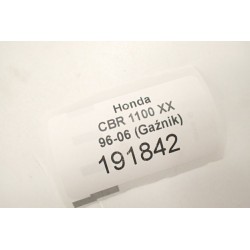 Honda
CBR 1100 XX
96-06 (Gaźnik)
191842